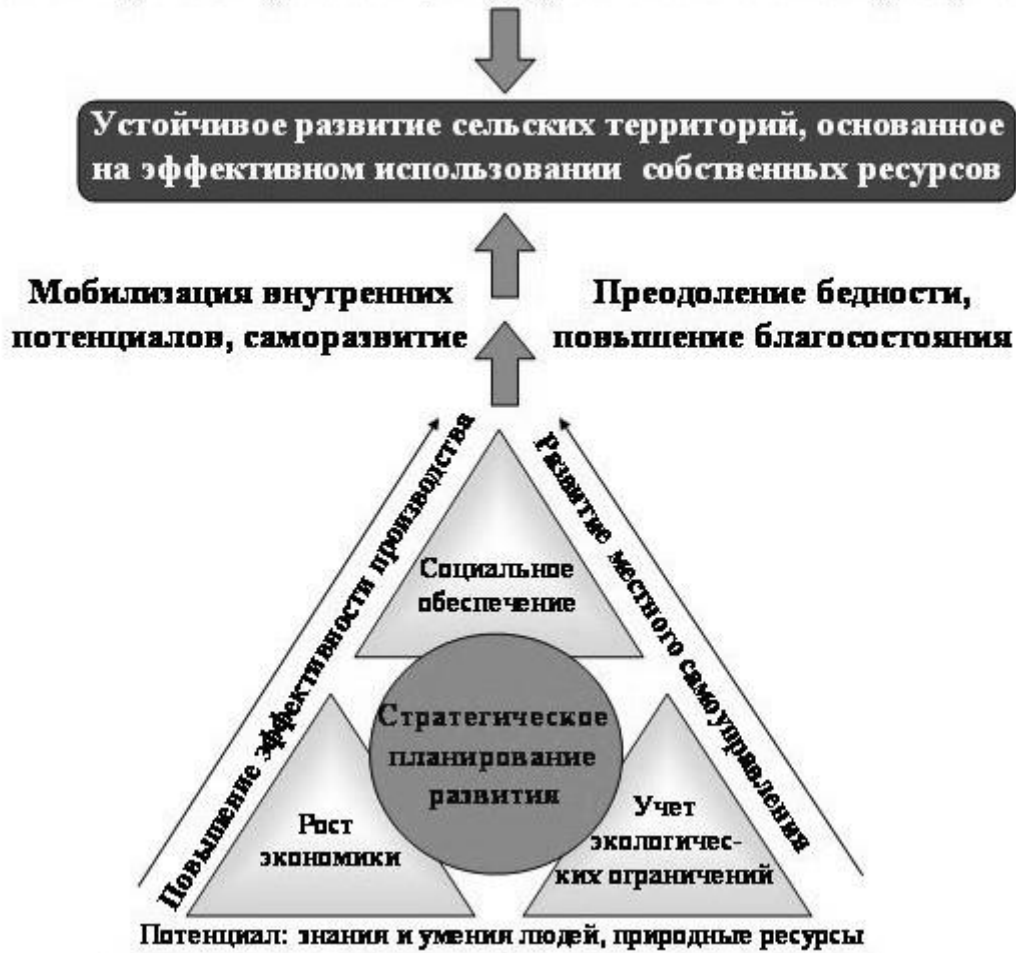 Устойчивое развитие сельских территорий, основанное
на эффективном использовании собственных ресурсов
Мобилизация внутренних
потенциалов, саморазвитие
Преодоление бедности,
повышение благосостояния
Повышение эффективности производства
Развитие местного самоуправления
Социальное
обеспечение
Стратегическое
планирование
развития
Рост
экономики
Учет
экологичес-
ких ограничений
Потенциал: знания и умения людей, природные ресурсы